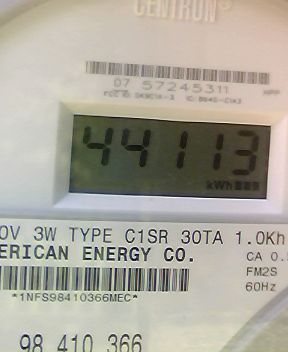 CENTRON®
07 57245311
44113
kWh
0V 3W TYPE C1SR 30TA 1.0Kh
ERICAN ENERGY CO.
CA 0.
FM2S
*1NFS98410366MEC*
60Hz
98 410 366